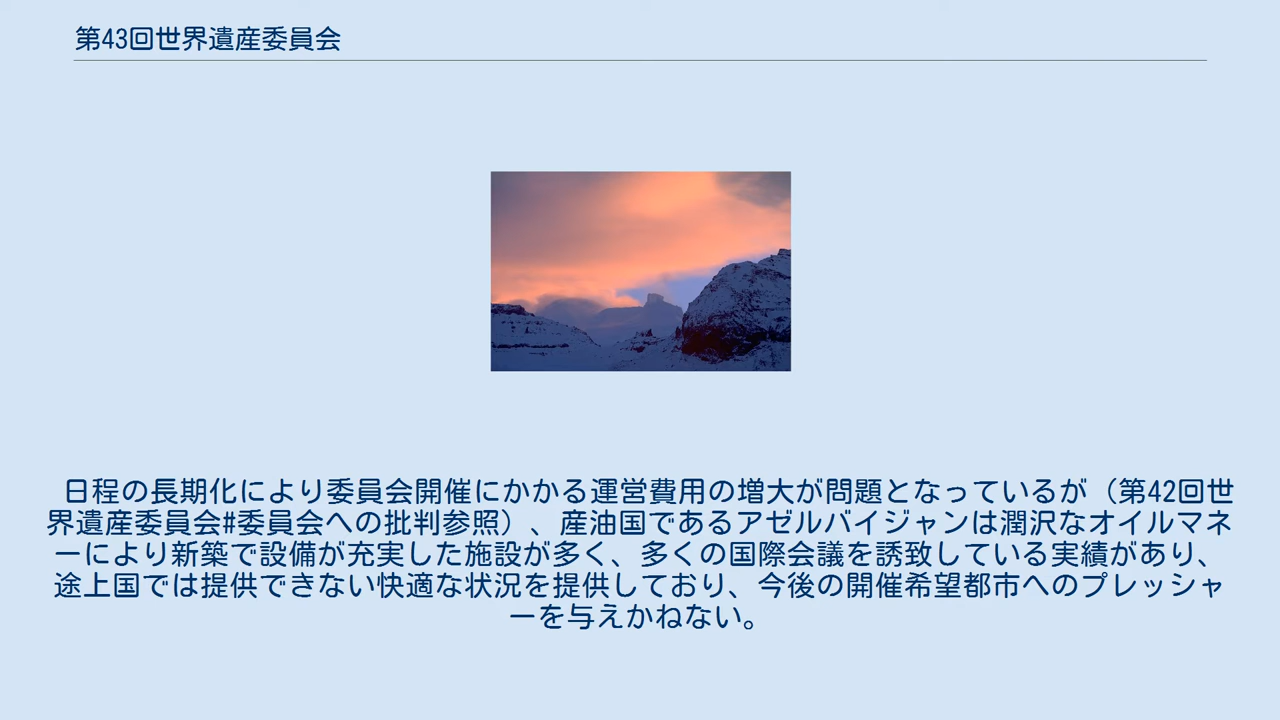 第43回世界遺産委員会
日程の長期化により委員会開催にかかる運営費用の増大が問題となっているが（第42回世
界遺産委員会#委員会への批判参照）、産油国であるアゼルバイジャンは潤沢なオイルマネ
ーにより新築で設備が充実した施設が多く、多くの国際会議を誘致している実績があり、
途上国では提供できない快適な状況を提供しており、今後の開催希望都市へのプレッシャ
ーを与えかねない。